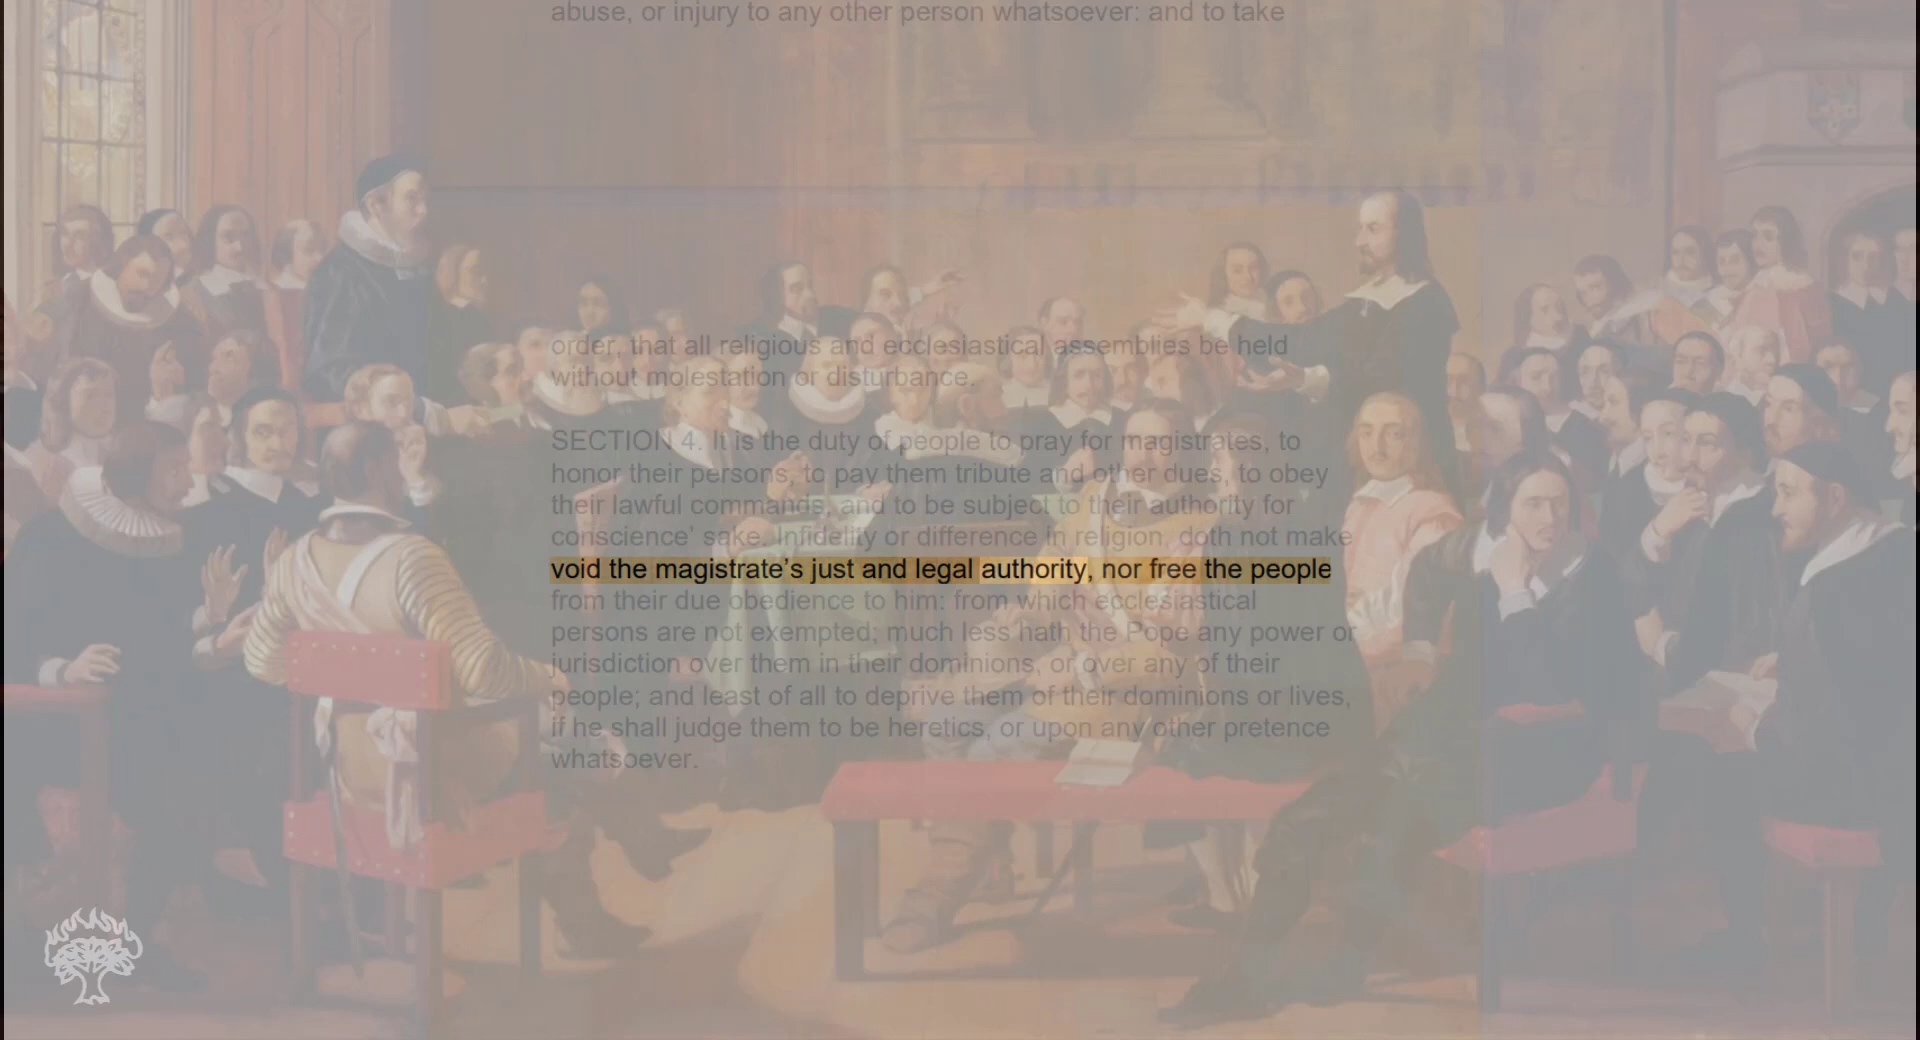 abuse, or injury to any other person whatsoever: and to take
order, that all religious and ecclesiastical assemblies be held
without molestation or disturbance.
SECTION 4. It is the duty of people to pray for magistrates, to
honor their persons, to pay them tribute and other dues, to obey
their lawful commands, and to be subject to their authority for
conscience’ sake. Infidelity or difference in religion, doth not make
void the magistrate’s just and legal authority, nor free the people
from their due obedience to him: from which ecclesiastical
persons are not exempted; much less hath the Pope any power or
jurisdiction over them in their dominions, or over any of their
people; and least of all to deprive them of their dominions or lives,
if he shall judge them to be heretics, or upon any other pretence
whatsoever.